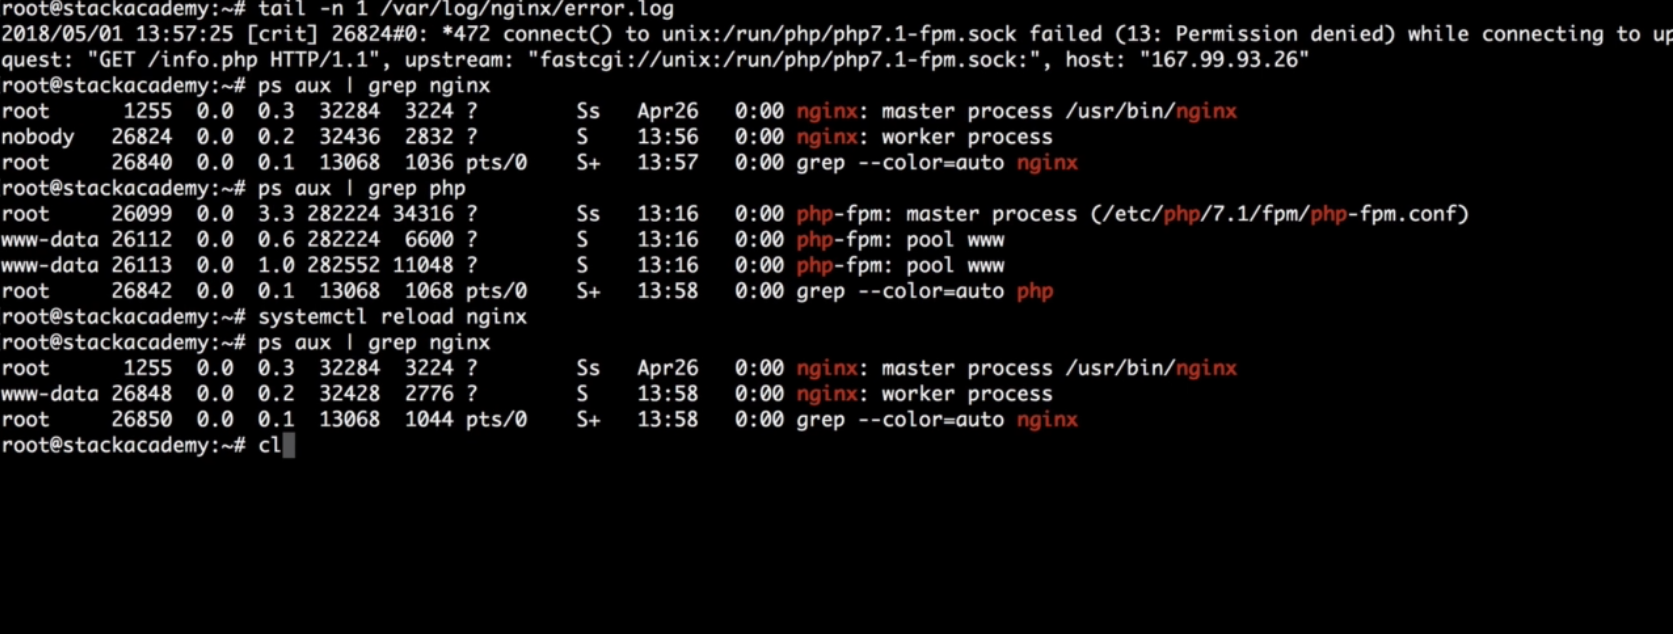 root@stackacademy:~# tail -n 1 /var/log/nginx/error.log
2018/05/01 13:57:25 [crit] 26824#0: *472 connect() to unix:/run/php/php7.1-fpm.sock failed (13: Permission denied) while connecting to up
quest: "GET /info.php HTTP/1.1", upstream: "fastcgi://unix:/run/php/php7.1-fpm.sock:", host: "167.99.93.26"
root@stackacademy:~# ps aux | grep nginx
root      1255  0.0  0.3  32284  3224 ?        Ss   Apr26   0:00 nginx: master process /usr/bin/nginx
nobody   26824  0.0  0.2  32436  2832 ?        S    13:56   0:00 nginx: worker process
root     26840  0.0  0.1  13068  1036 pts/0    S+   13:57   0:00 grep --color=auto nginx
root@stackacademy:~# ps aux | grep php
root     26099  0.0  3.3 282224 34316 ?        Ss   13:16   0:00 php-fpm: master process (/etc/php/7.1/fpm/php-fpm.conf)
www-data 26112  0.0  0.6 282224  6600 ?        S    13:16   0:00 php-fpm: pool www
www-data 26113  0.0  1.0 282552 11048 ?        S    13:16   0:00 php-fpm: pool www
root     26842  0.0  0.1  13068  1068 pts/0    S+   13:58   0:00 grep --color=auto php
root@stackacademy:~# systemctl reload nginx
root@stackacademy:~# ps aux | grep nginx
root      1255  0.0  0.3  32284  3224 ?        Ss   Apr26   0:00 nginx: master process /usr/bin/nginx
www-data 26848  0.0  0.2  32428  2776 ?        S    13:58   0:00 nginx: worker process
root     26850  0.0  0.1  13068  1044 pts/0    S+   13:58   0:00 grep --color=auto nginx
root@stackacademy:~# cl